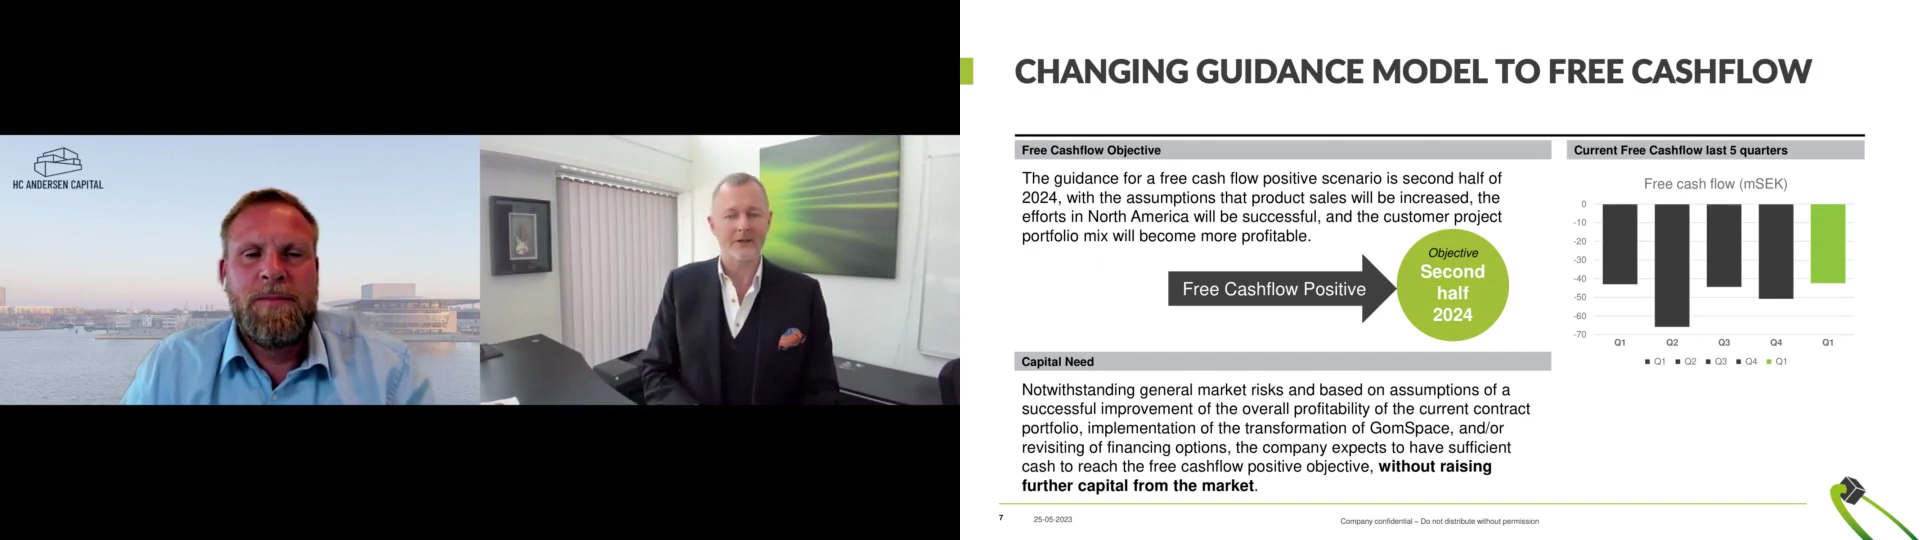 HC ANDERSEN CAPITAL
CHANGING GUIDANCE MODEL TO FREE CASHFLOW
Free Cashflow Objective
The guidance for a free cash flow positive scenario is second half of
2024, with the assumptions that product sales will be increased, the
efforts in North America will be successful, and the customer project
portfolio mix will become more profitable.
Free Cashflow Positive
Objective
Second
half
2024
Capital Need
Notwithstanding general market risks and based on assumptions of a
successful improvement of the overall profitability of the current contract
portfolio, implementation of the transformation of GomSpace, and/or
revisiting of financing options, the company expects to have sufficient
cash to reach the free cashflow positive objective, without raising
further capital from the market.
Current Free Cashflow last 5 quarters
Free cash flow (mSEK)
0
-10
-20
-30
-40
-50
-60
-70
Q1 Q2 Q3 Q4 Q1
Q1 Q2 Q3 Q4 Q1
7
25-05-2023
Company confidential – Do not distribute without permission